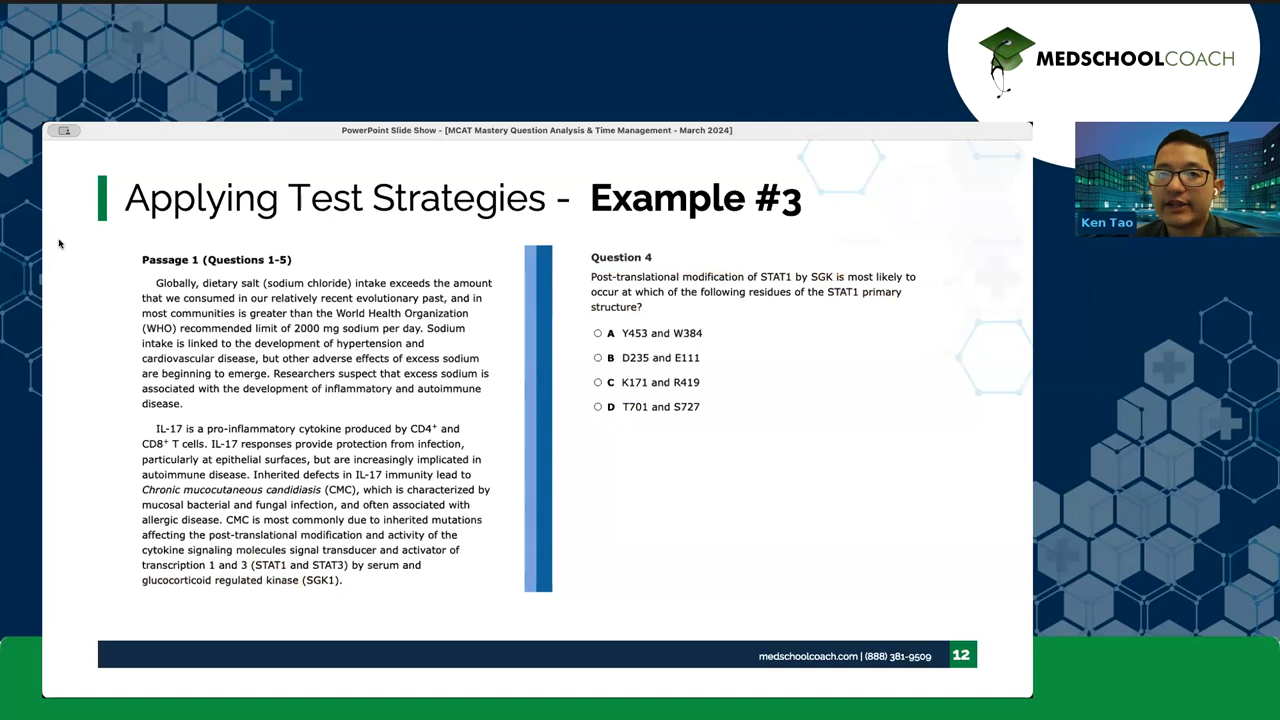 MEDSCHOOLCOACH
PowerPoint Slide Show - [MCAT Mastery Question Analysis & Time Management - March 2024]
Applying Test Strategies - Example #3
Passage 1 (Questions 1-5)
Globally, dietary salt (sodium chloride) intake exceeds the amount
that we consumed in our relatively recent evolutionary past, and in
most communities is greater than the World Health Organization
(WHO) recommended limit of 2000 mg sodium per day. Sodium
intake is linked to the development of hypertension and
cardiovascular disease, but other adverse effects of excess sodium
are beginning to emerge. Researchers suspect that excess sodium is
associated with the development of inflammatory and autoimmune
disease.
IL-17 is a pro-inflammatory cytokine produced by CD4⁺ and
CD8⁺ T cells. IL-17 responses provide protection from infection,
particularly at epithelial surfaces, but are increasingly implicated in
autoimmune disease. Inherited defects in IL-17 immunity lead to
Chronic mucocutaneous candidiasis (CMC), which is characterized by
mucosal bacterial and fungal infection, and often associated with
allergic disease. CMC is most commonly due to inherited mutations
affecting the post-translational modification and activity of the
cytokine signaling molecules signal transducer and activator of
transcription 1 and 3 (STAT1 and STAT3) by serum and
glucocorticoid regulated kinase (SGK1).
Question 4
Post-translational modification of STAT1 by SGK is most likely to
occur at which of the following residues of the STAT1 primary
structure?
A Y453 and W384
B D235 and E111
C K171 and R419
D T701 and S727
Ken Tao
medschoolcoach.com | (888) 381-9509 12